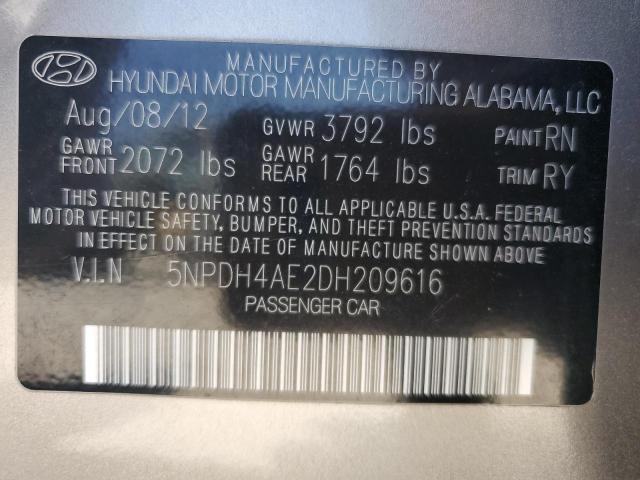 MANUFACTURED BY
HYUNDAI MOTOR MANUFACTURING ALABAMA, LLC
Aug/08/12 GVWR 3792 lbs PAINT RN
GAWR FRONT 2072 lbs GAWR REAR 1764 lbs TRIM RY
THIS VEHICLE CONFORMS TO ALL APPLICABLE U.S.A. FEDERAL
MOTOR VEHICLE SAFETY, BUMPER, AND THEFT PREVENTION STANDARDS
IN EFFECT ON THE DATE OF MANUFACTURE SHOWN ABOVE
V.I.N 5NPDH4AE2DH209616
PASSENGER CAR